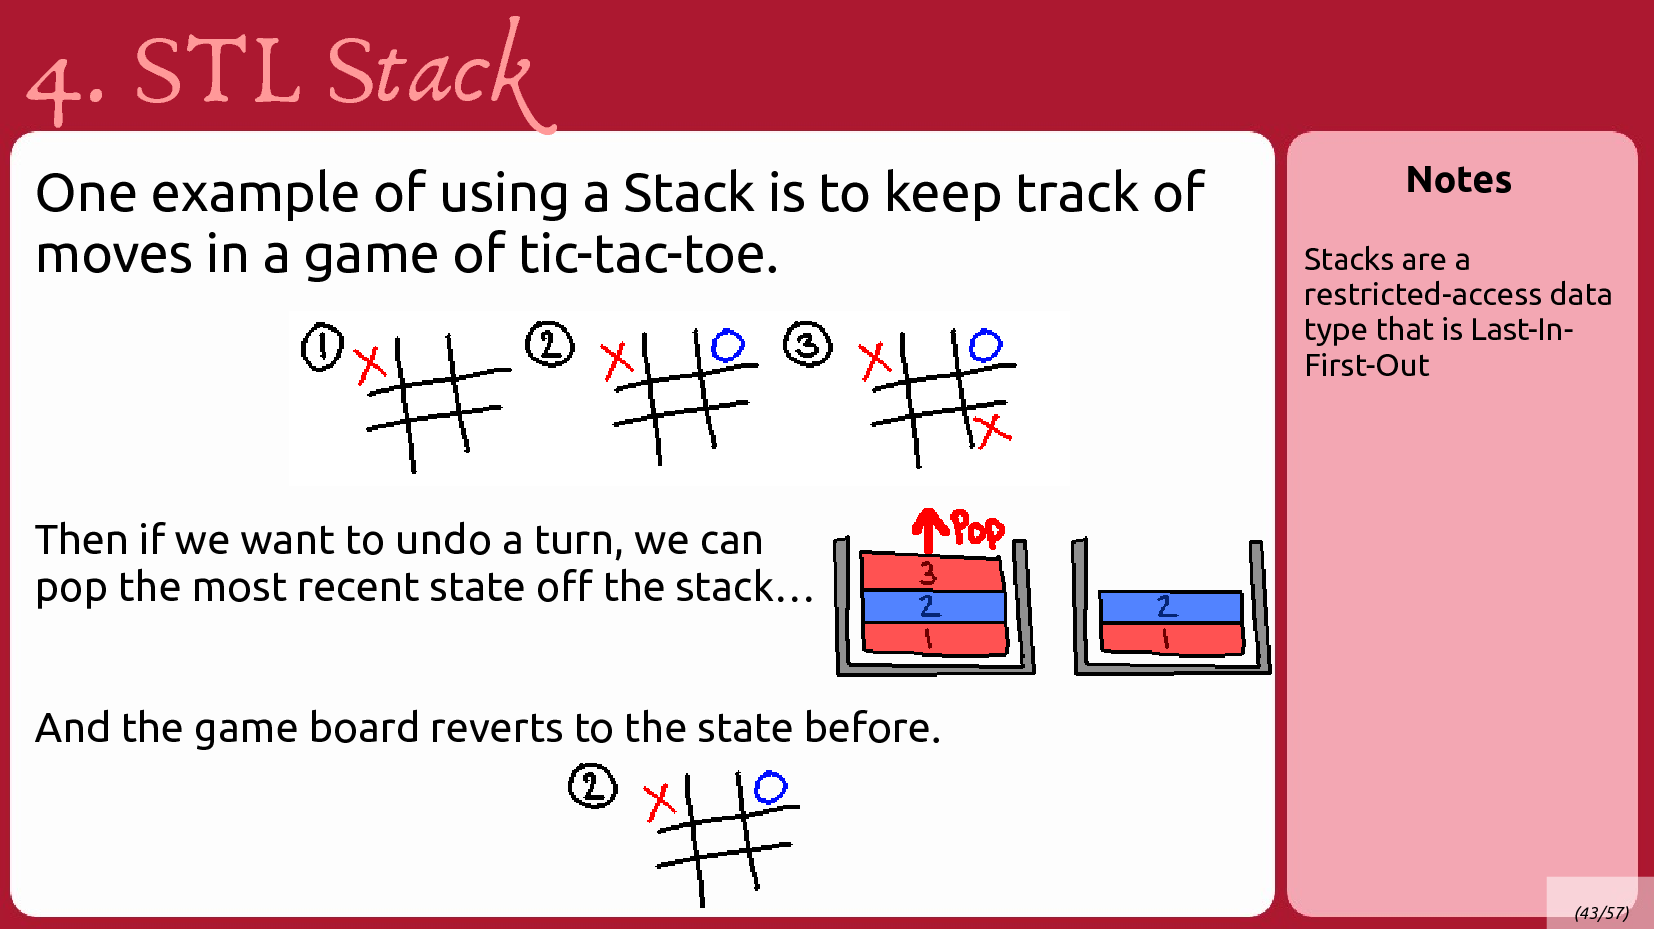 4. STL Stack
One example of using a Stack is to keep track of
moves in a game of tic-tac-toe.
1 X
2 X O
3 X O
X
Then if we want to undo a turn, we can
pop the most recent state off the stack...
Pop
3
2
1
2
1
And the game board reverts to the state before.
2 X O
Notes
Stacks are a
restricted-access data
type that is Last-In-
First-Out
(43/57)